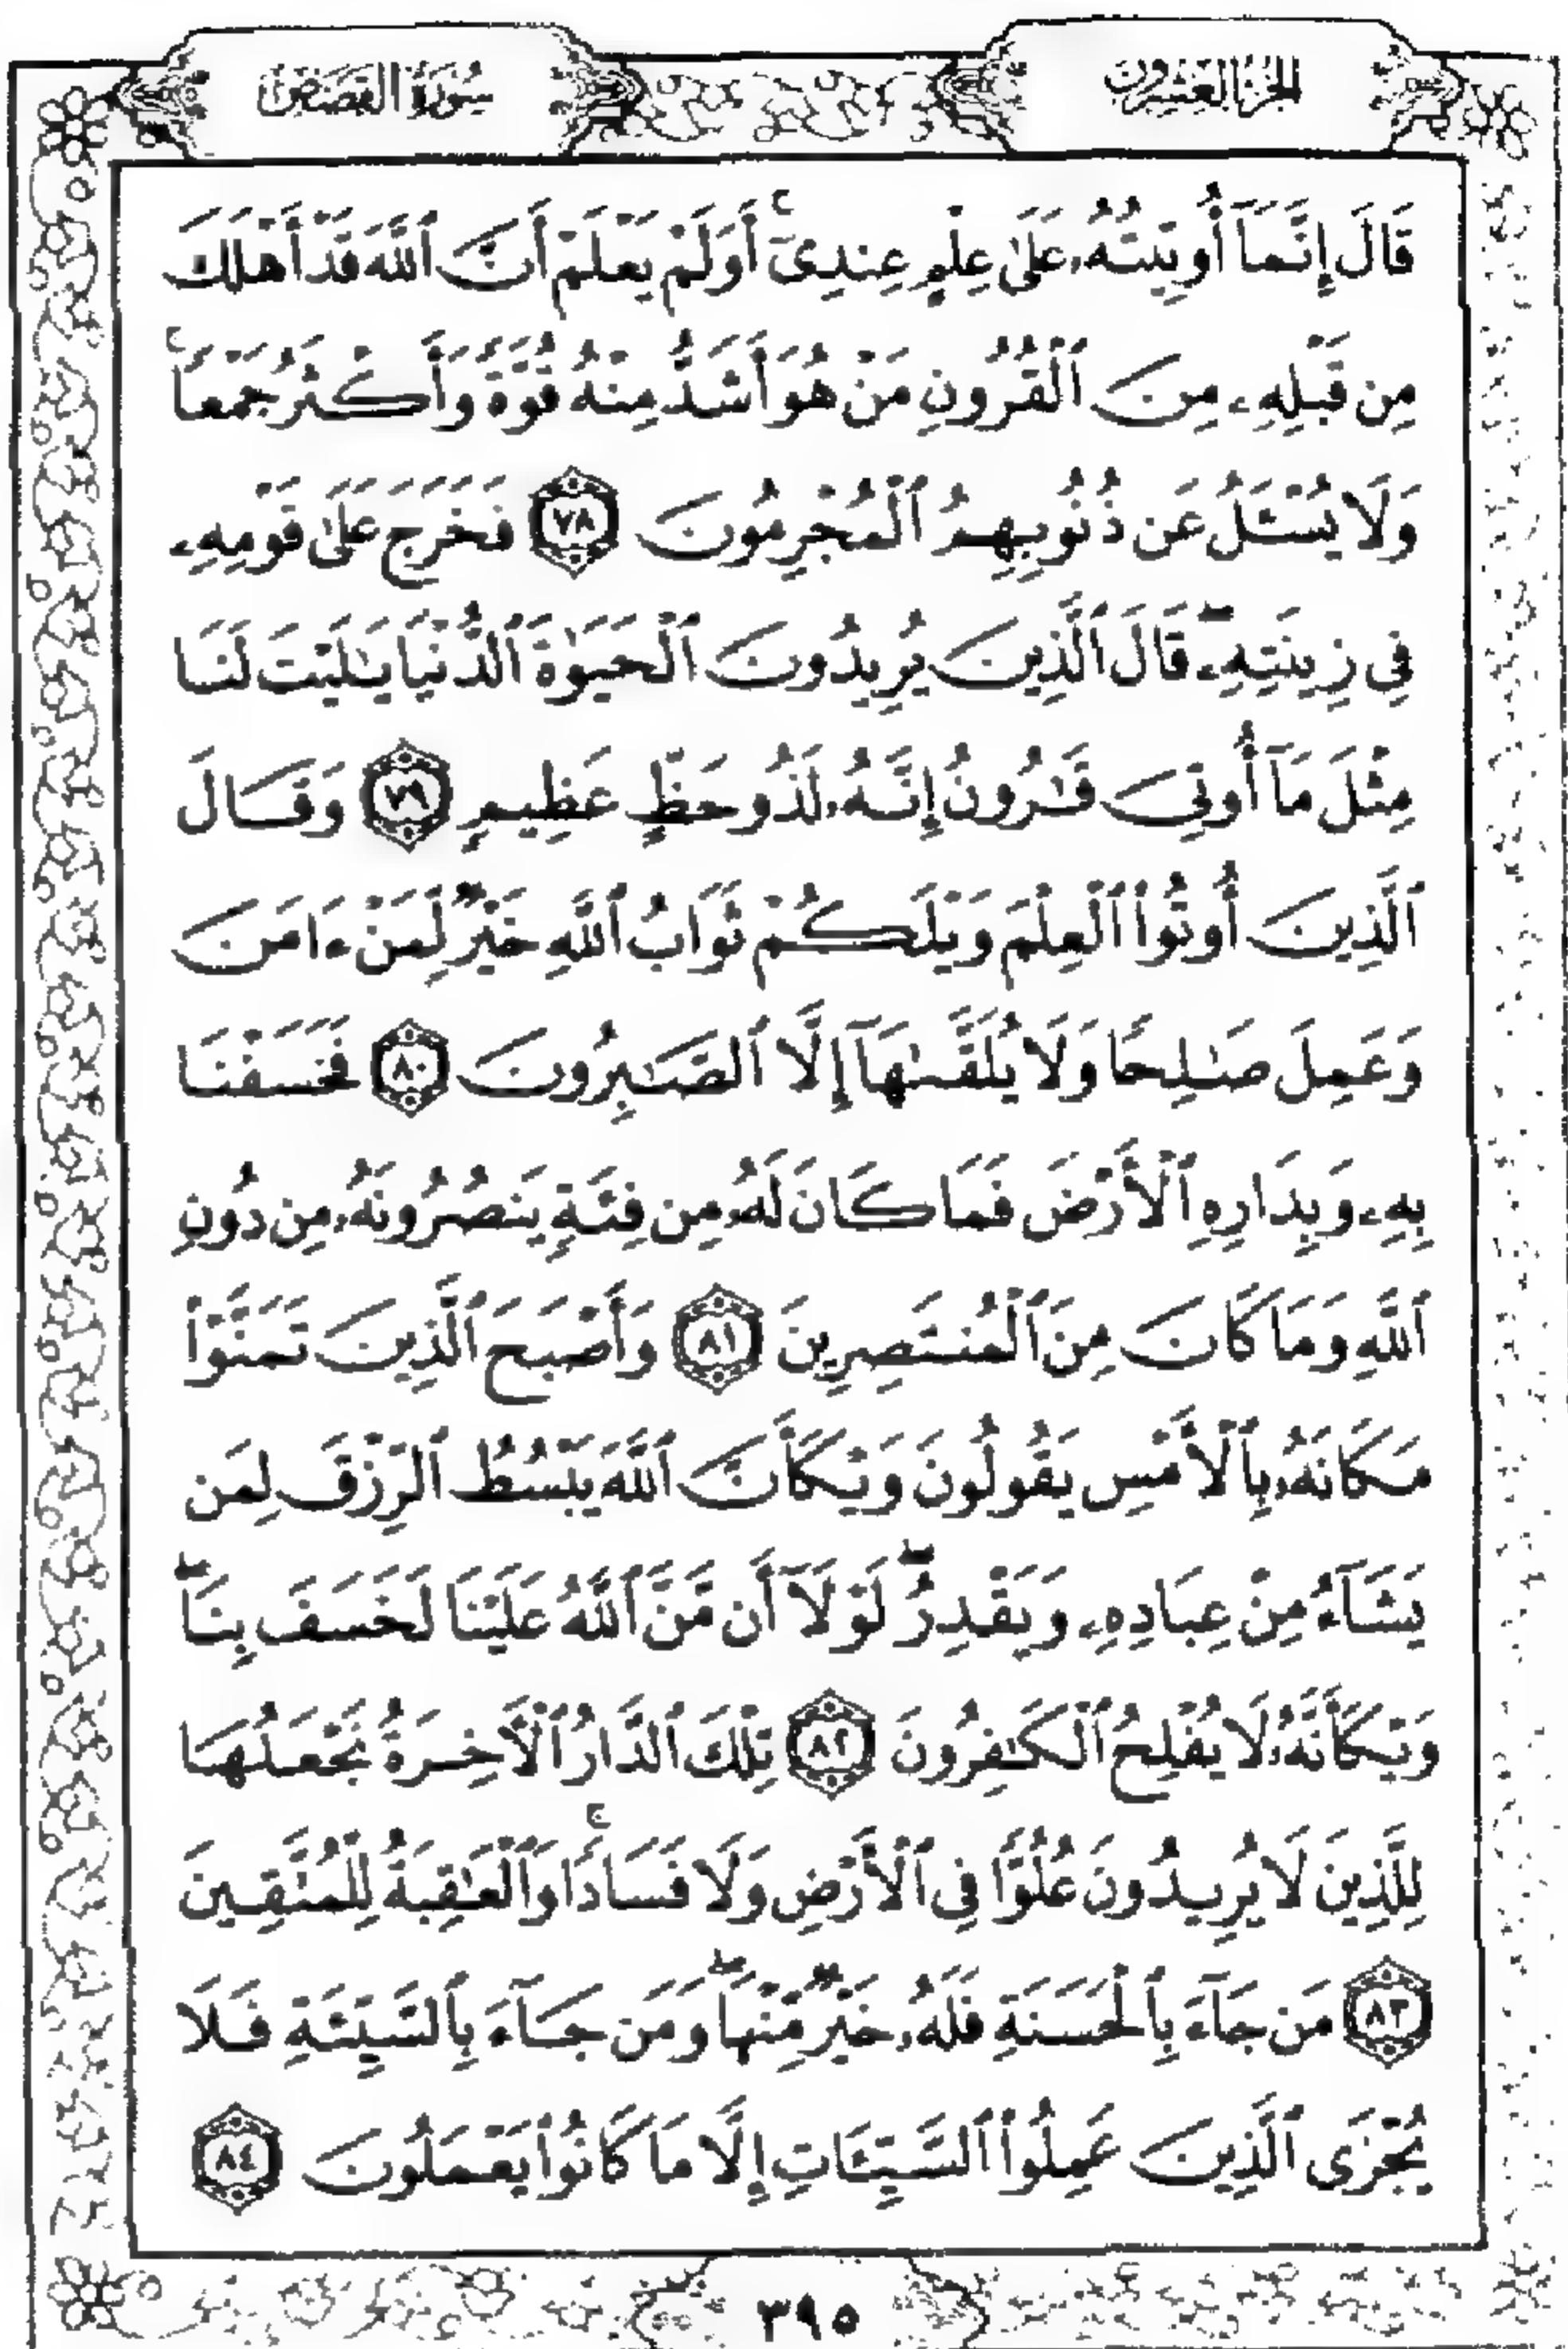 الجزء العشرون
سورة القصص
قَالَ إِنَّمَآ أُوتِيتُهُۥ عَلَىٰ عِلْمٍ عِندِىٓ ۚ أَوَلَمْ يَعْلَمْ أَنَّ ٱللَّهَ قَدْ أَهْلَكَ
مِن قَبْلِهِۦ مِنَ ٱلْقُرُونِ مَنْ هُوَ أَشَدُّ مِنْهُ قُوَّةً وَأَكْثَرُ جَمْعًا ۚ
وَلَا يُسْـَٔلُ عَن ذُنُوبِهِمُ ٱلْمُجْرِمُونَ ٧٨ فَخَرَجَ عَلَىٰ قَوْمِهِۦ
فِى زِينَتِهِۦ ۖ قَالَ ٱلَّذِينَ يُرِيدُونَ ٱلْحَيَوٰةَ ٱلدُّنْيَا يَـٰلَيْتَ لَنَا
مِثْلَ مَآ أُوتِىَ قَـٰرُونُ إِنَّهُۥ لَذُو حَظٍّ عَظِيمٍ ٧٩ وَقَالَ
ٱلَّذِينَ أُوتُوا۟ ٱلْعِلْمَ وَيْلَكُمْ ثَوَابُ ٱللَّهِ خَيْرٌ لِّمَنْ ءَامَنَ
وَعَمِلَ صَـٰلِحًا وَلَا يُلَقَّىٰهَآ إِلَّا ٱلصَّـٰبِرُونَ ٨٠ فَخَسَفْنَا
بِهِۦ وَبِدَارِهِ ٱلْأَرْضَ فَمَا كَانَ لَهُۥ مِن فِئَةٍ يَنصُرُونَهُۥ مِن دُونِ
ٱللَّهِ وَمَا كَانَ مِنَ ٱلْمُنتَصِرِينَ ٨١ وَأَصْبَحَ ٱلَّذِينَ تَمَنَّوْا۟
مَكَانَهُۥ بِٱلْأَمْسِ يَقُولُونَ وَيْكَأَنَّ ٱللَّهَ يَبْسُطُ ٱلرِّزْقَ لِمَن
يَشَآءُ مِنْ عِبَادِهِۦ وَيَقْدِرُ ۖ لَوْلَآ أَن مَّنَّ ٱللَّهُ عَلَيْنَا لَخَسَفَ بِنَا ۖ
وَيْكَأَنَّهُۥ لَا يُفْلِحُ ٱلْكَـٰفِرُونَ ٨٢ تِلْكَ ٱلدَّارُ ٱلْـَٔاخِرَةُ نَجْعَلُهَا
لِلَّذِينَ لَا يُرِيدُونَ عُلُوًّا فِى ٱلْأَرْضِ وَلَا فَسَادًا ۚ وَٱلْعَـٰقِبَةُ لِلْمُتَّقِينَ
٨٣ مَن جَآءَ بِٱلْحَسَنَةِ فَلَهُۥ خَيْرٌ مِّنْهَا ۖ وَمَن جَآءَ بِٱلسَّيِّئَةِ فَلَا
يُجْزَى ٱلَّذِينَ عَمِلُوا۟ ٱلسَّيِّـَٔاتِ إِلَّا مَا كَانُوا۟ يَعْمَلُونَ ٨٤
٣٩٥